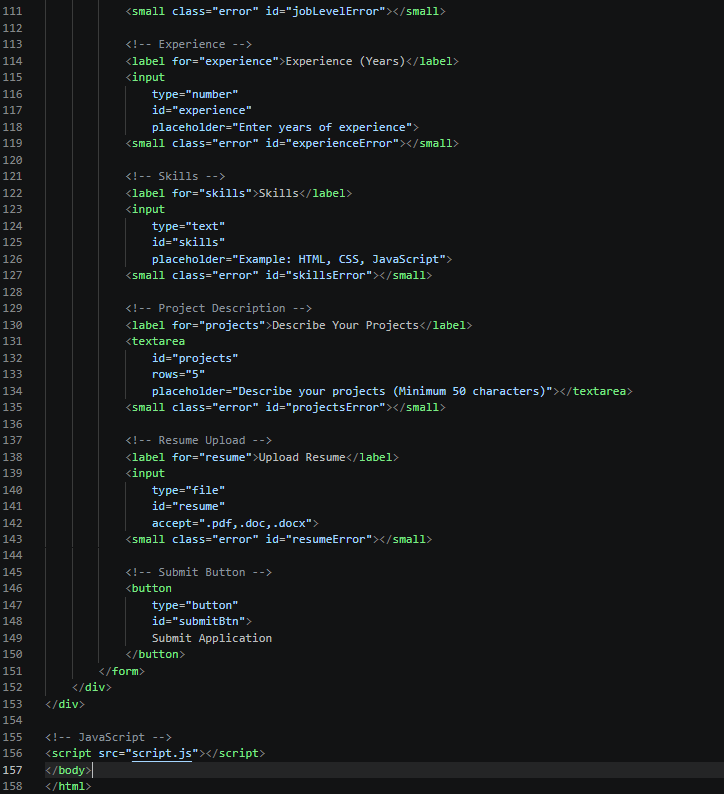 111 <small class="error" id="jobLevelError"></small>
112
113 <!-- Experience -->
114 <label for="experience">Experience (Years)</label>
115 <input
116 type="number"
117 id="experience"
118 placeholder="Enter years of experience">
119 <small class="error" id="experienceError"></small>
120
121 <!-- Skills -->
122 <label for="skills">Skills</label>
123 <input
124 type="text"
125 id="skills"
126 placeholder="Example: HTML, CSS, JavaScript">
127 <small class="error" id="skillsError"></small>
128
129 <!-- Project Description -->
130 <label for="projects">Describe Your Projects</label>
131 <textarea
132 id="projects"
133 rows="5"
134 placeholder="Describe your projects (Minimum 50 characters)"></textarea>
135 <small class="error" id="projectsError"></small>
136
137 <!-- Resume Upload -->
138 <label for="resume">Upload Resume</label>
139 <input
140 type="file"
141 id="resume"
142 accept=".pdf,.doc,.docx">
143 <small class="error" id="resumeError"></small>
144
145 <!-- Submit Button -->
146 <button
147 type="button"
148 id="submitBtn">
149 Submit Application
150 </button>
151 </form>
152 </div>
153 </div>
154
155 <!-- JavaScript -->
156 <script src="script.js"></script>
157 </body>
158 </html>